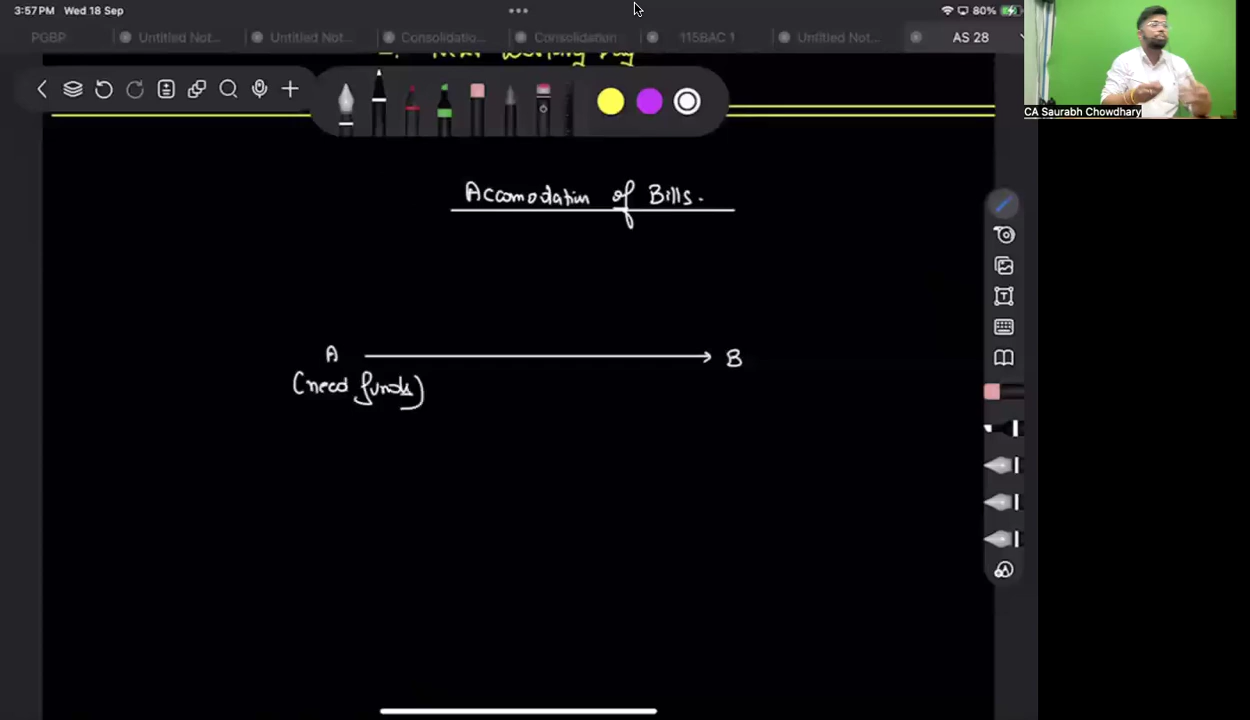 3:57 PM Wed 18 Sep
80%
PGBP
Untitled Not...
Untitled Not...
Consolidatio...
Consolidation
115BAC 1
Untitled Not...
AS 28
CA Saurabh Chowdhary
Accomodation of Bills.
A
B
(need funds)